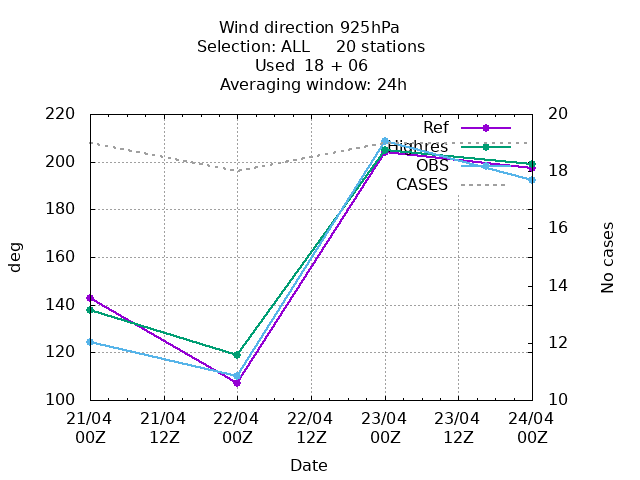 Wind direction 925hPa
Selection: ALL 20 stations
Used 18 + 06
Averaging window: 24h
220 20
Ref
Highres
200
OBS
18
CASES
180
16
160
deg
No cases
14
140
12
120
100 10
21/04 21/04 22/04 22/04 23/04 23/04 24/04
00Z 12Z 00Z 12Z 00Z 12Z 00Z
Date